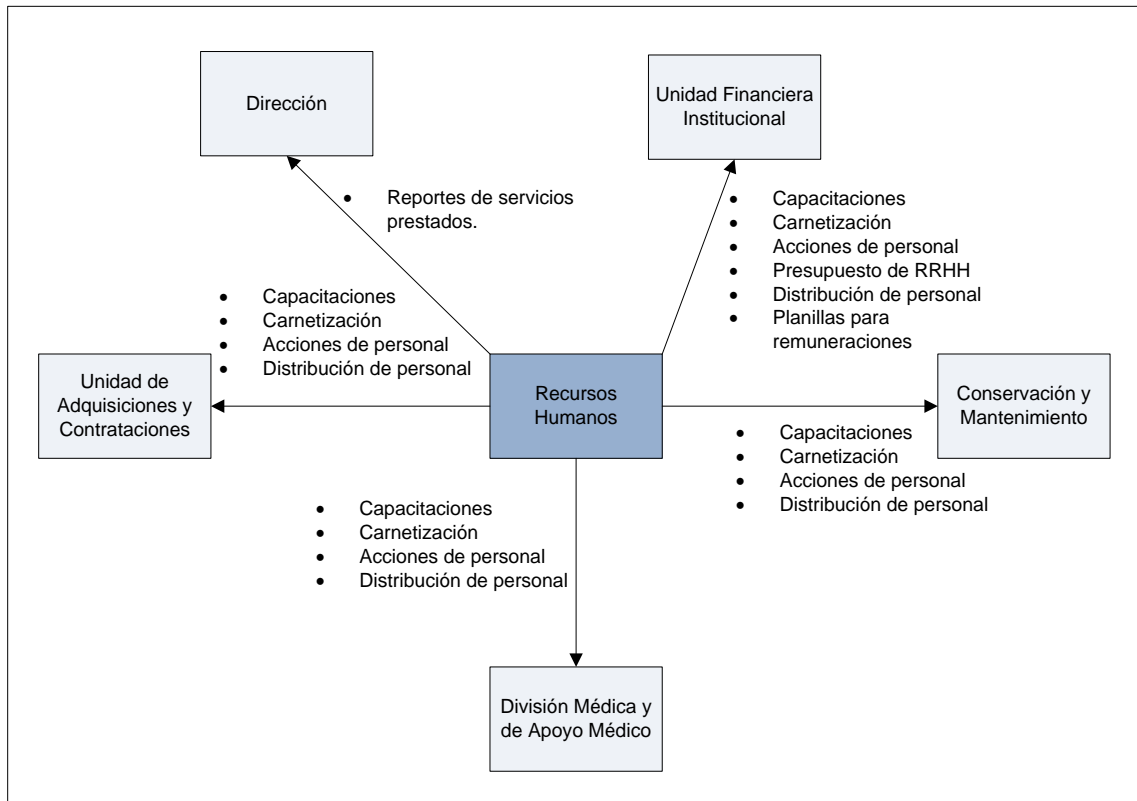 Dirección
Unidad Financiera
Institucional
• Reportes de servicios
prestados.
• Capacitaciones
• Carnetización
• Acciones de personal
• Presupuesto de RRHH
• Distribución de personal
• Planillas para
remuneraciones
• Capacitaciones
• Carnetización
• Acciones de personal
• Distribución de personal
Unidad de
Adquisiciones y
Contrataciones
Recursos
Humanos
Conservación y
Mantenimiento
• Capacitaciones
• Carnetización
• Acciones de personal
• Distribución de personal
• Capacitaciones
• Carnetización
• Acciones de personal
• Distribución de personal
División Médica y
de Apoyo Médico